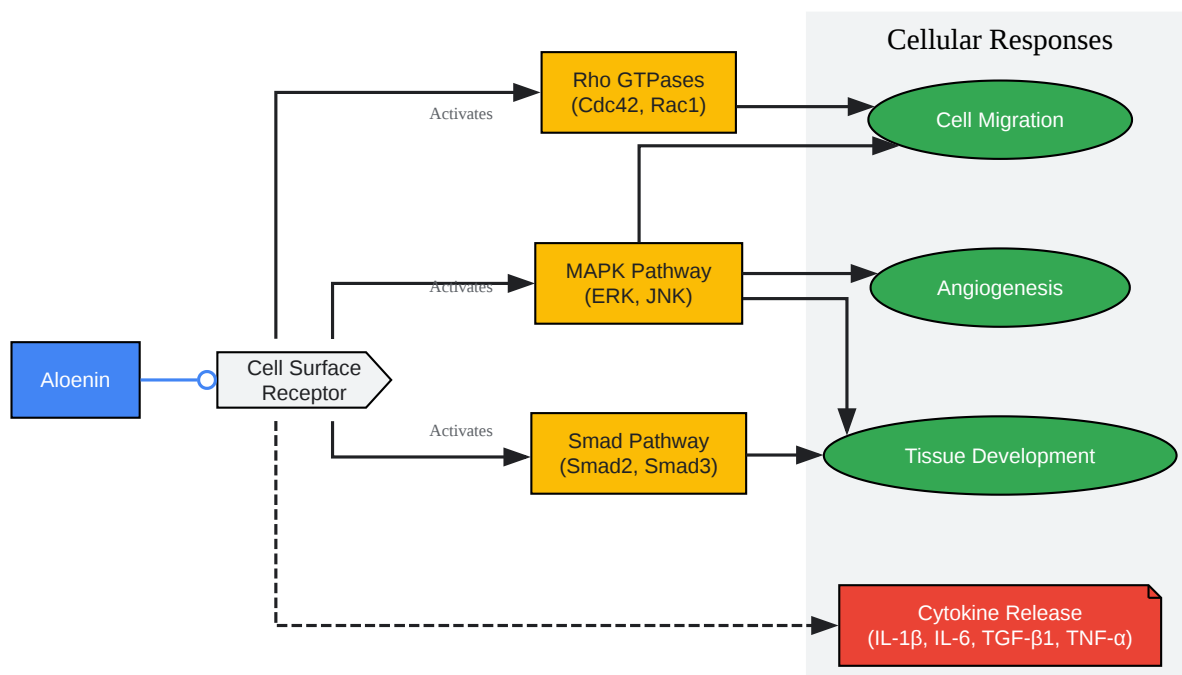 Cellular Responses
Rho GTPases
(Cdc42, Rac1)
Activates
Cell Migration
MAPK Pathway
(ERK, JNK)
Activates
Angiogenesis
Aloenin
Cell Surface
Receptor
Activates
Smad Pathway
(Smad2, Smad3)
Tissue Development
Cytokine Release
(IL-1β, IL-6, TGF-β1, TNF-α)